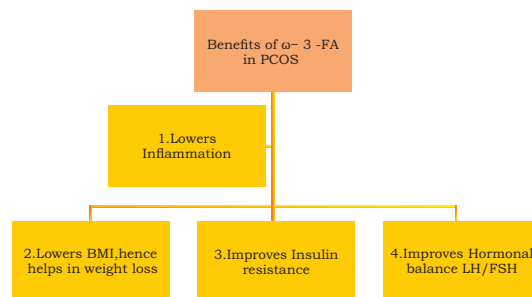 Benefits of ω− 3 -FA
in PCOS
1.Lowers
Inflammation
2.Lowers BMI,hence
helps in weight loss
3.Improves Insulin
resistance
4.Improves Hormonal
balance LH/FSH